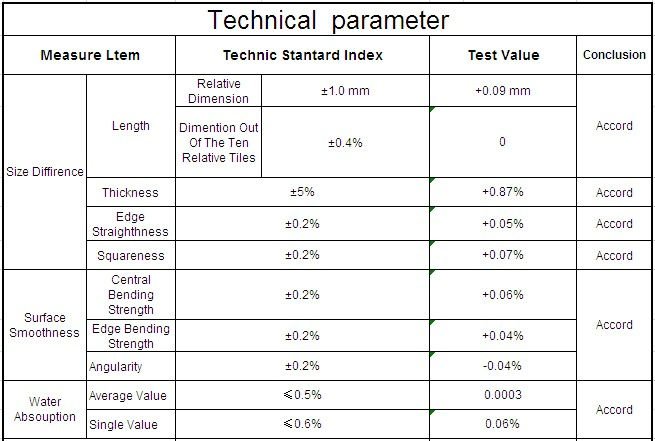 Technical parameter
Measure Ltem Technic Stantard Index Test Value Conclusion
Size Diffirence
Length
Relative
Dimension
±1.0 mm
+0.09 mm
Accord
Dimention Out
Of The Ten
Relative Tiles
±0.4%
0
Thickness ±5% +0.87% Accord
Edge
Straighthness
±0.2% +0.05% Accord
Squareness ±0.2% +0.07% Accord
Surface
Smoothness
Central
Bending
Strength
±0.2% +0.06%
Accord
Edge Bending
Strength
±0.2% +0.04%
Angularity ±0.2% -0.04%
Water
Absouption
Average Value ⩽0.5% 0.0003
Accord
Single Value ⩽0.6% 0.06%